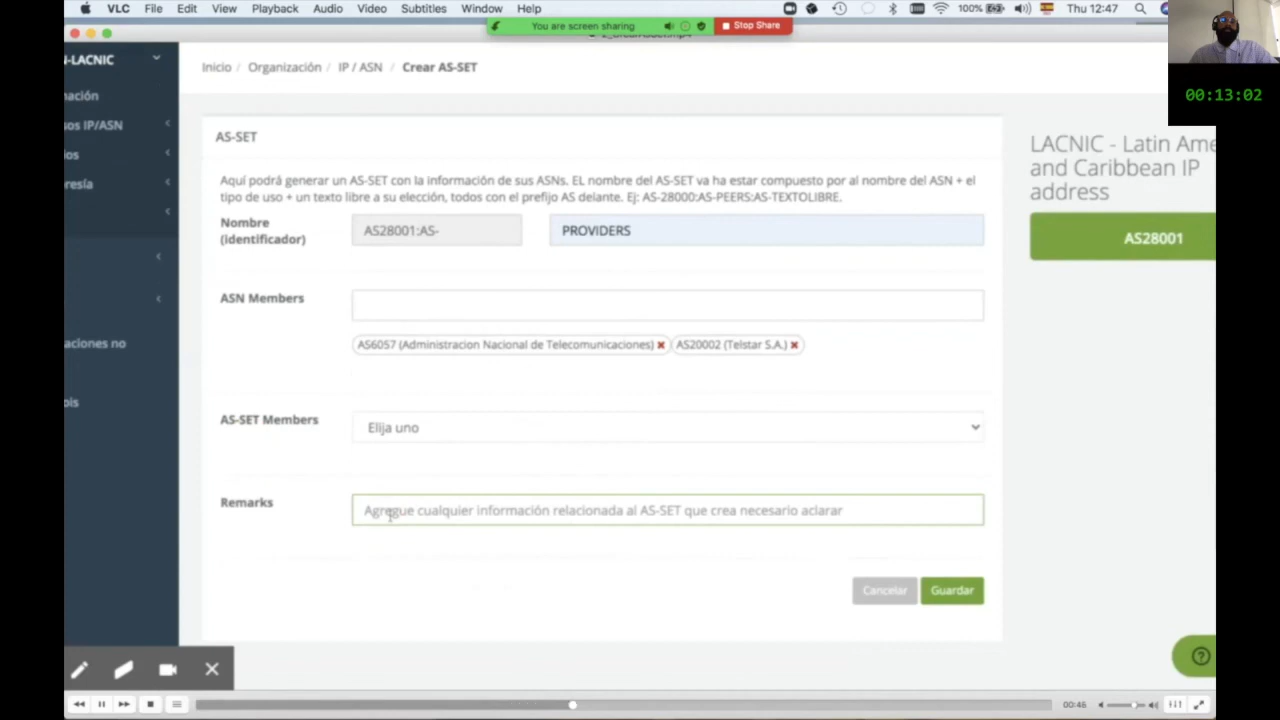 VLC File Edit View Playback Audio Video Subtitles Window Help 100% Thu 12:47
You are screen sharing Stop Share
00:13:02
N-LACNIC
Inicio / Organización / IP / ASN / Crear AS-SET
AS-SET
Aquí podrá generar un AS-SET con la información de sus ASNs. EL nombre del AS-SET va ha estar compuesto por al nombre del ASN + el
tipo de uso + un texto libre a su elección, todos con el prefijo AS delante. Ej: AS-28000:AS-PEERS:AS-TEXTOLIBRE.
Nombre
(identificador)
AS28001:AS-
PROVIDERS
ASN Members
AS6057 (Administracion Nacional de Telecomunicaciones) AS20002 (Telstar S.A.)
AS-SET Members
Elija uno
Remarks
Agregue cualquier información relacionada al AS-SET que crea necesario aclarar
Cancelar Guardar
LACNIC - Latin Ame
and Caribbean IP
address
AS28001
mación
sos IP/ASN
ios
resía
aciones no
ois
00:46